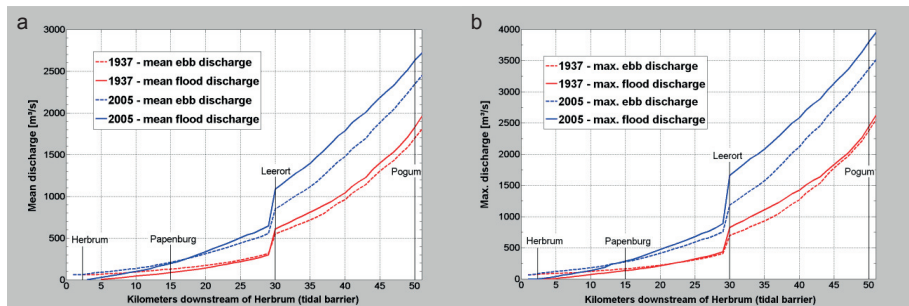 a
Mean discharge [m³/s]
3000
2500
2000
1500
1000
500
0
1937 - mean ebb discharge
1937 - mean flood discharge
2005 - mean ebb discharge
2005 - mean flood discharge
Leerort
Pogum
Herbrum
Papenburg
0 5 10 15 20 25 30 35 40 45 50
Kilometers downstream of Herbrum (tidal barrier)
b
Max. discharge [m³/s]
4000
3500
3000
2500
2000
1500
1000
500
0
1937 - max. ebb discharge
1937 - max. flood discharge
2005 - max. ebb discharge
2005 - max. flood discharge
Leerort
Pogum
Herbrum
Papenburg
0 5 10 15 20 25 30 35 40 45 50
Kilometers downstream of Herbrum (tidal barrier)